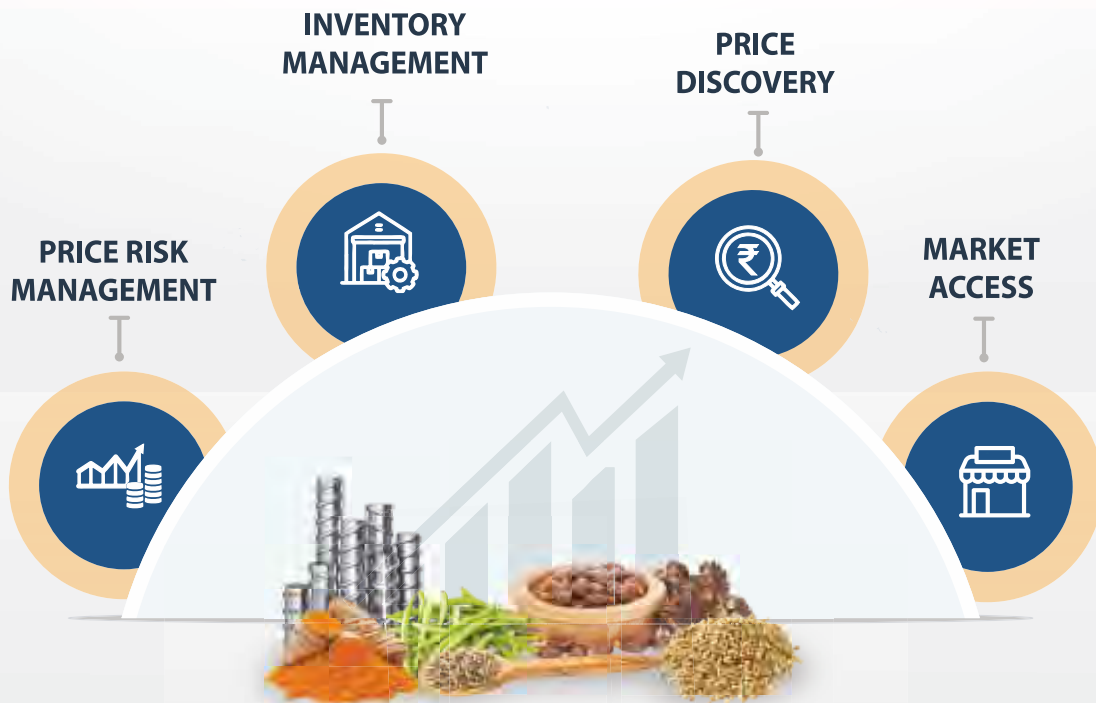 INVENTORY
MANAGEMENT
PRICE
DISCOVERY
PRICE RISK
MANAGEMENT
MARKET
ACCESS
₹